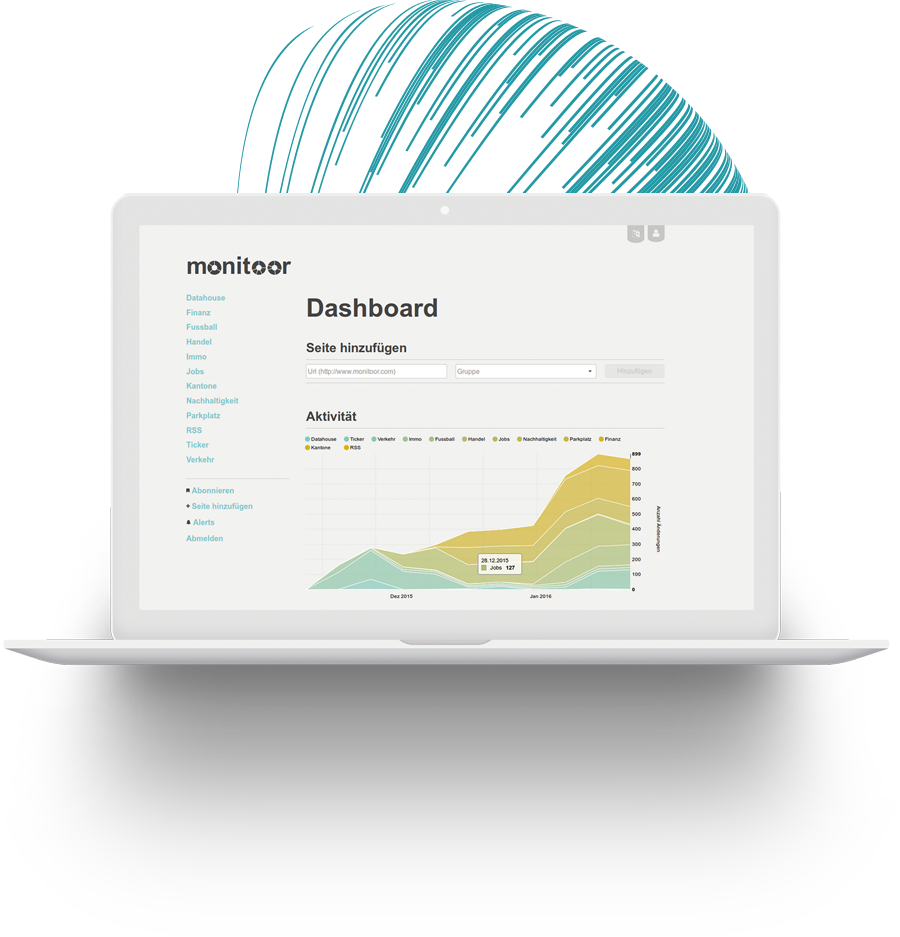 monitoor
Datahouse
Finanz
Fussball
Handel
Immo
Jobs
Kantone
Nachhaltigkeit
Parkplatz
RSS
Ticker
Verkehr
Abonnieren
Seite hinzufügen
Alerts
Abmelden
Dashboard
Seite hinzufügen
Url (http://www.monitoor.com) Gruppe Hinzufügen
Aktivität
Datahouse Ticker Verkehr Immo Fussball Handel Jobs Nachhaltigkeit Parkplatz Finanz
Kantone RSS
899
800
700
600
500
400
300
200
100
0
Anzahl Änderungen
28.12.2015
Jobs 127
Dez 2015 Jan 2016